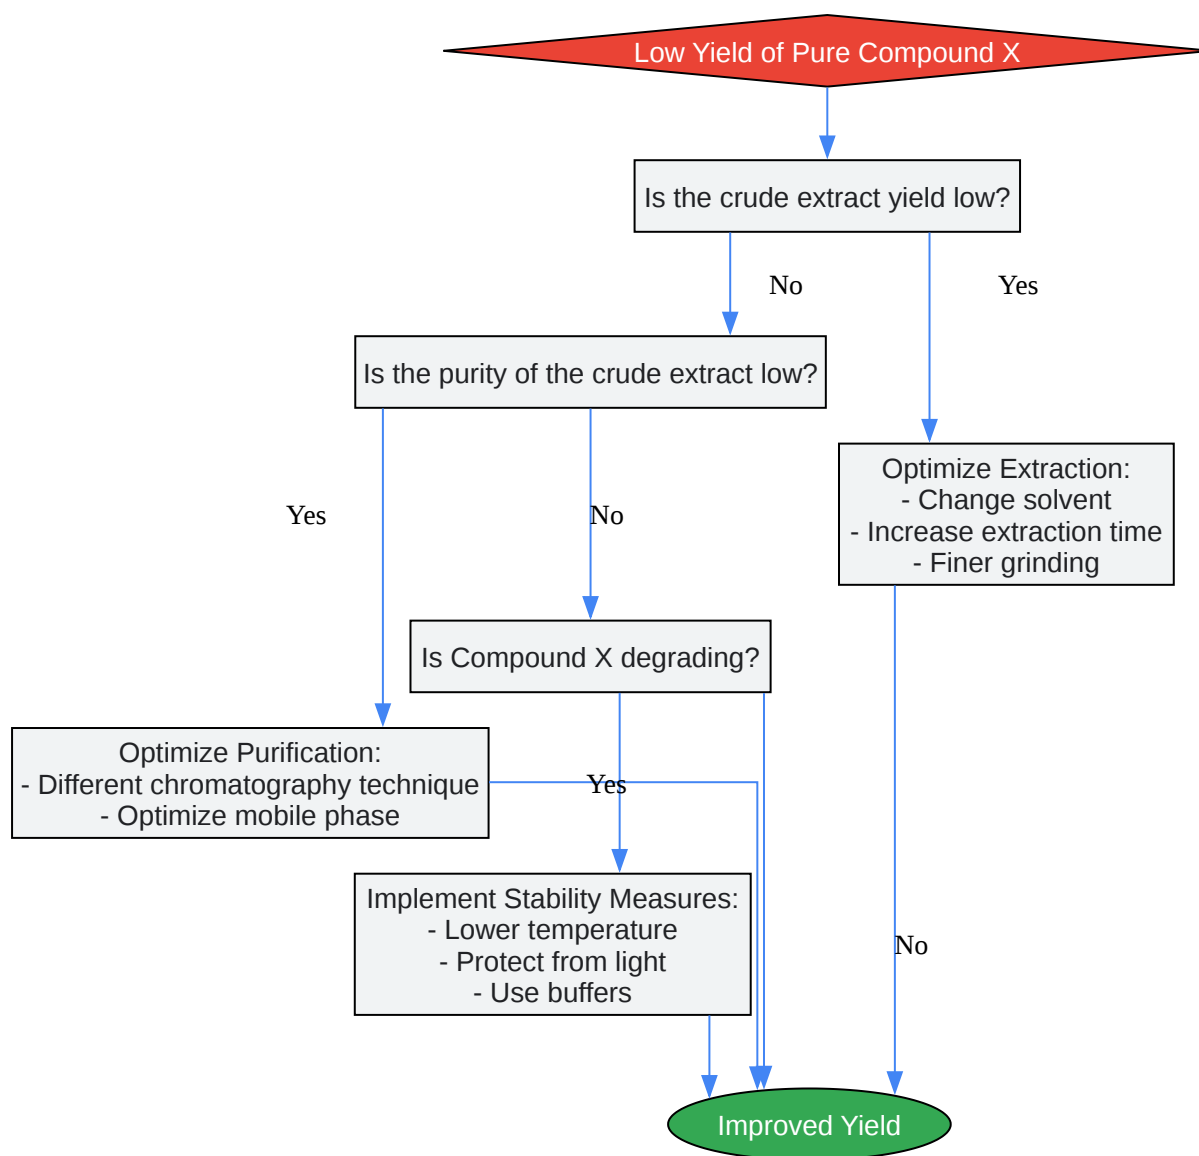 Low Yield of Pure Compound X
Is the crude extract yield low?
No
Yes
Is the purity of the crude extract low?
Optimize Extraction:
- Change solvent
- Increase extraction time
- Finer grinding
Yes
No
Is Compound X degrading?
Optimize Purification:
- Different chromatography technique
- Optimize mobile phase
Yes
Implement Stability Measures:
- Lower temperature
- Protect from light
- Use buffers
No
Improved Yield